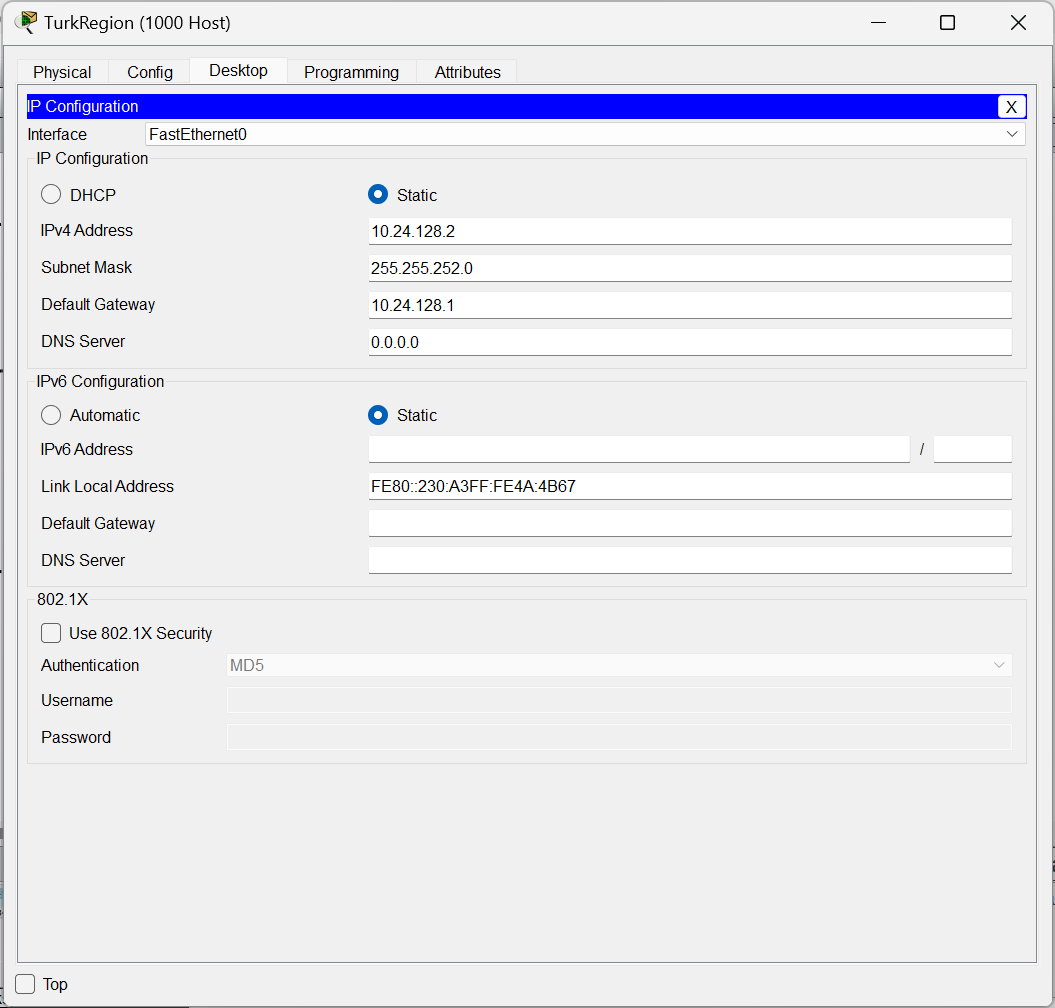 TurkRegion (1000 Host)
Physical Config Desktop Programming Attributes
IP Configuration X
Interface FastEthernet0
IP Configuration
DHCP Static
IPv4 Address 10.24.128.2
Subnet Mask 255.255.252.0
Default Gateway 10.24.128.1
DNS Server 0.0.0.0
IPv6 Configuration
Automatic Static
IPv6 Address /
Link Local Address FE80::230:A3FF:FE4A:4B67
Default Gateway
DNS Server
802.1X
Use 802.1X Security
Authentication MD5
Username
Password
Top